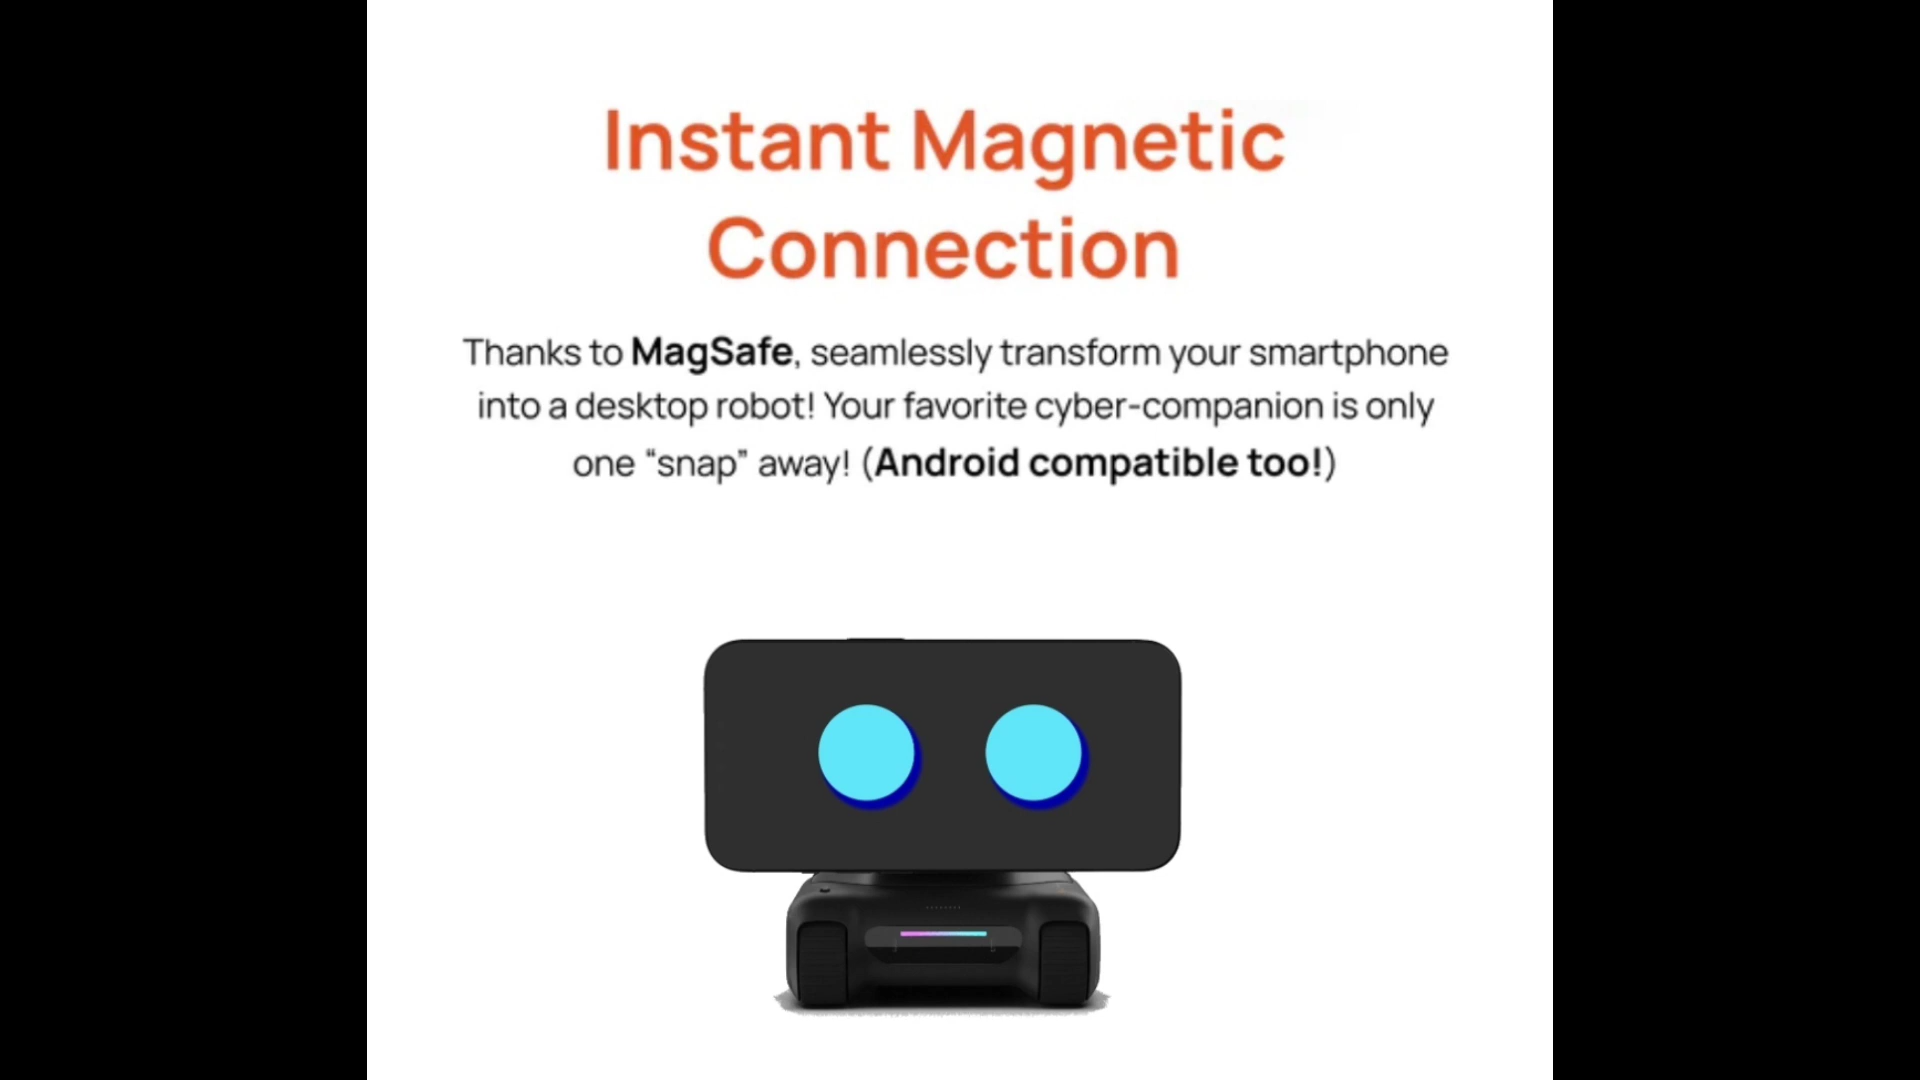 Instant Magnetic
Connection
Thanks to MagSafe, seamlessly transform your smartphone
into a desktop robot! Your favorite cyber-companion is only
one “snap” away! (Android compatible too!)